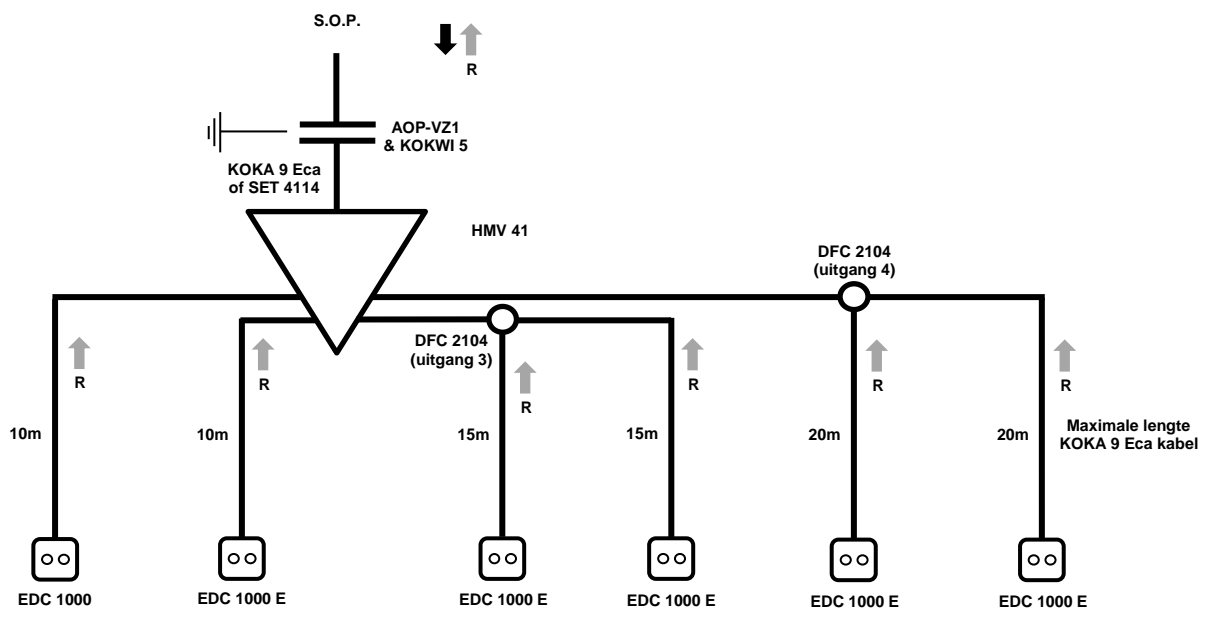 S.O.P.
R
AOP-VZ1
& KOKWI 5
KOKA 9 Eca
of SET 4114
HMV 41
DFC 2104
(uitgang 4)
DFC 2104
(uitgang 3)
R
R
R
R
R
R
10m
10m
15m
15m
20m
20m
Maximale lengte
KOKA 9 Eca kabel
EDC 1000
EDC 1000 E
EDC 1000 E
EDC 1000 E
EDC 1000 E
EDC 1000 E